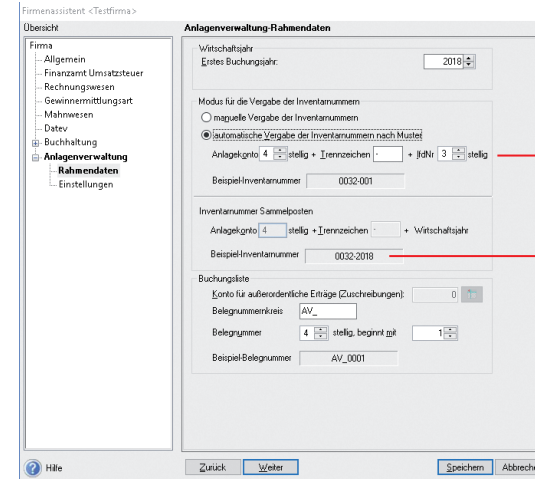 Firmenassistent <Testfirma>
Übersicht
Firma
Allgemein
Finanzamt Umsatzsteuer
Rechnungswesen
Gewinnermittlungsart
Mahnwesen
Datev
Buchhaltung
Anlagenverwaltung
Rahmendaten
Einstellungen
Anlagenverwaltung-Rahmendaten
Wirtschaftsjahr
Erstes Buchungsjahr: 2018
Modus für die Vergabe der Inventarnummern
manuelle Vergabe der Inventarnummern
automatische Vergabe der Inventarnummern nach Muster
Anlagekonto 4 stellig + Trennzeichen - + lfdNr 3 stellig
Beispiel-Inventarnummer 0032-001
Inventarnummer Sammelposten
Anlagekonto 4 stellig + Trennzeichen - + Wirtschaftsjahr
Beispiel-Inventarnummer 0032-2018
Buchungsliste
Konto für außerordentliche Erträge (Zuschreibungen): 0
Belegnummernkreis AV_
Belegnummer 4 stellig, beginnt mit 1
Beispiel-Belegnummer AV_0001
Hilfe Zurück Weiter Speichern Abbreche